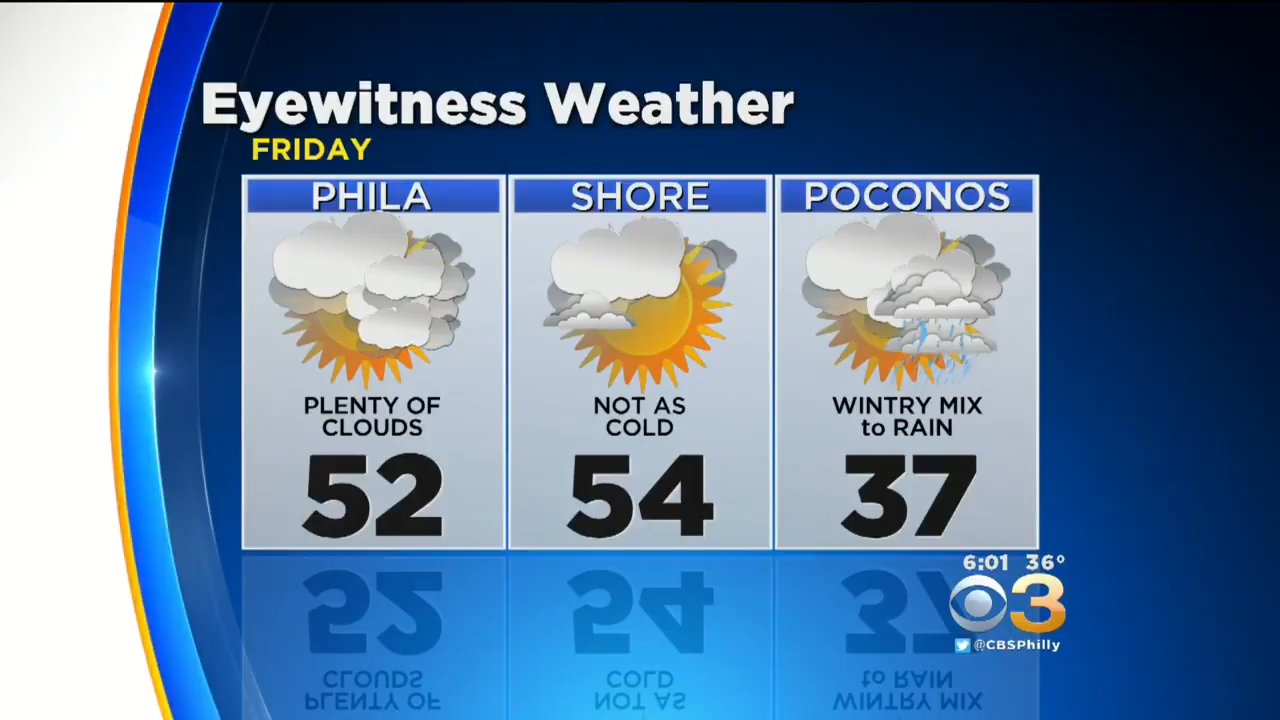 Eyewitness Weather
FRIDAY
PHILA
PLENTY OF
CLOUDS
52
SHORE
NOT AS
COLD
54
POCONOS
WINTRY MIX
to RAIN
37
6:01 36°
3
@CBSPhilly